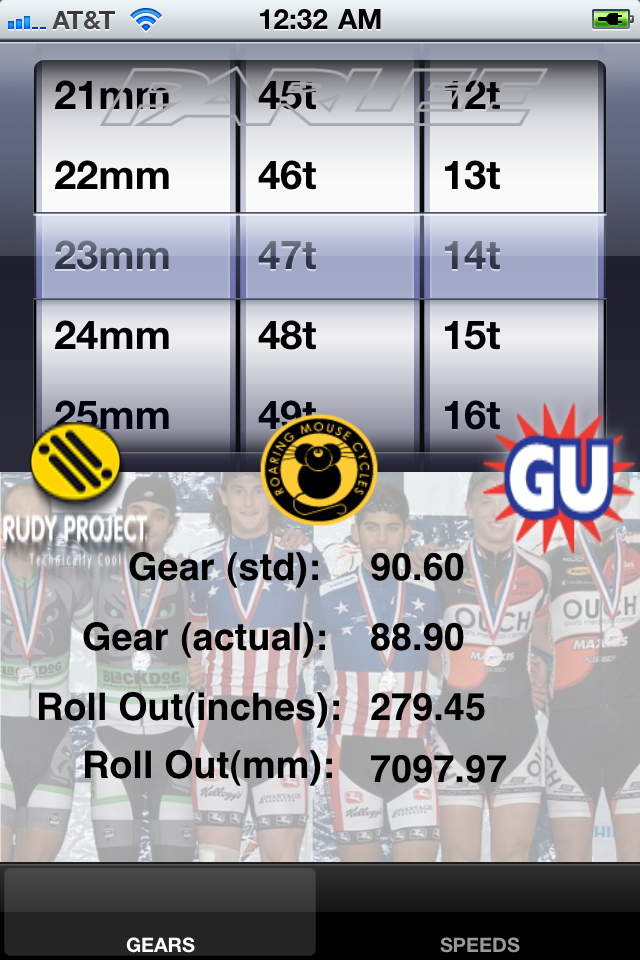 AT&T 12:32 AM
PARLEE
21mm 45t 12t
22mm 46t 13t
23mm 47t 14t
24mm 48t 15t
25mm 49t 16t
ROARING MOUSE CYCLES
GU
RUDY PROJECT
Technically Cool
Gear (std): 90.60
OUCH
OUCH
Gear (actual): 88.90
MAXXIS
BLACKDOG
BLACKDOG
Roll Out(inches): 279.45
Roll Out(mm): 7097.97
Kellogg's
GEARS SPEEDS